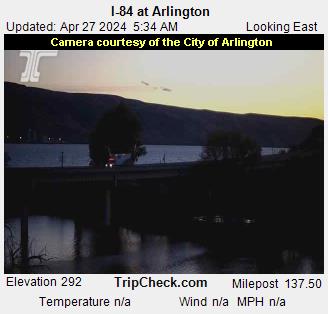 I-84 at Arlington
Updated: Apr 27 2024 5:34 AM Looking East
Camera courtesy of the City of Arlington
Elevation 292 TripCheck.com Milepost 137.50
Temperature n/a Wind n/a MPH n/a